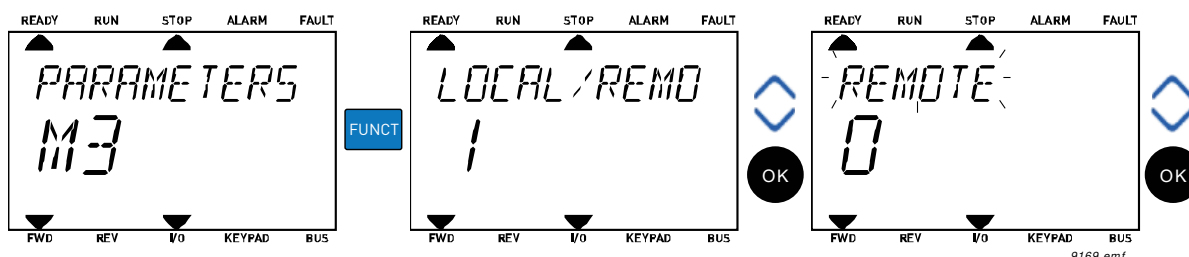 READY RUN STOP ALARM FAULT
PARAMETERS
M3
FWD REV I/O KEYPAD BUS
FUNCT
READY RUN STOP ALARM FAULT
LOCAL/REMO
1
FWD REV I/O KEYPAD BUS
OK
READY RUN STOP ALARM FAULT
REMOTE
0
FWD REV I/O KEYPAD BUS
OK
9169.emf